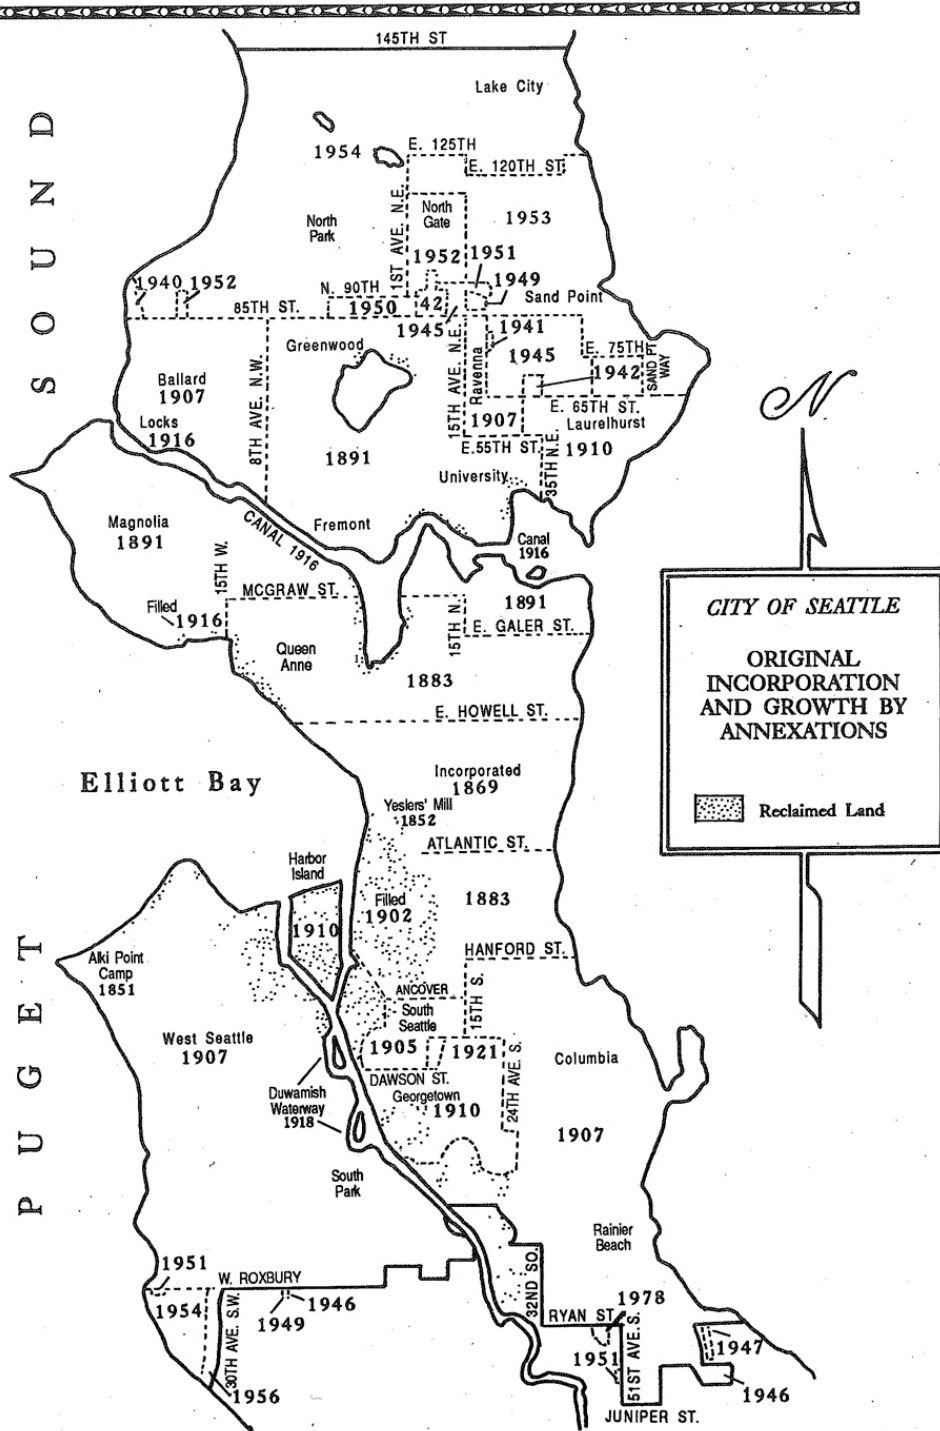 145TH ST
Lake City
1954
E. 125TH
E. 120TH ST.
1ST AVE. N.E.
North
Gate
1953
North
Park
1952
1951
1949
Sand Point
1940
1952
85TH ST.
N. 90TH
1950
42
1945
1941
1945
E. 75TH
SAND PT
WAY
1942
Greenwood
Ballard
1907
8TH AVE. N.W.
15TH AVE. N.E.
Ravenna
1907
E. 65TH ST.
Laurelhurst
1910
Locks
1916
1891
E. 55TH ST.
35TH N.E.
University
Magnolia
1891
CANAL 1916
Fremont
Canal
1916
15TH W.
MCGRAW ST.
Filled
1916
15TH N.
1891
E. GALER ST.
Queen
Anne
1883
E. HOWELL ST.
Elliott Bay
Incorporated
1869
Yeslers' Mill
1852
ATLANTIC ST.
Harbor
Island
1910
Filled
1902
1883
HANFORD ST.
Alki Point
Camp
1851
ANCOVER
South
Seattle
15TH S.
West Seattle
1907
1905
1921
24TH AVE. S.
Columbia
DAWSON ST.
Georgetown
1910
Duwamish
Waterway
1918
1907
South
Park
Rainier
Beach
1951
W. ROXBURY
1954
30TH AVE. S.W.
1949
1946
1956
32ND SO.
RYAN ST.
1978
1951
51ST AVE. S.
1947
1946
JUNIPER ST.
PUGET SOUND
N
CITY OF SEATTLE
ORIGINAL
INCORPORATION
AND GROWTH BY
ANNEXATIONS
Reclaimed Land